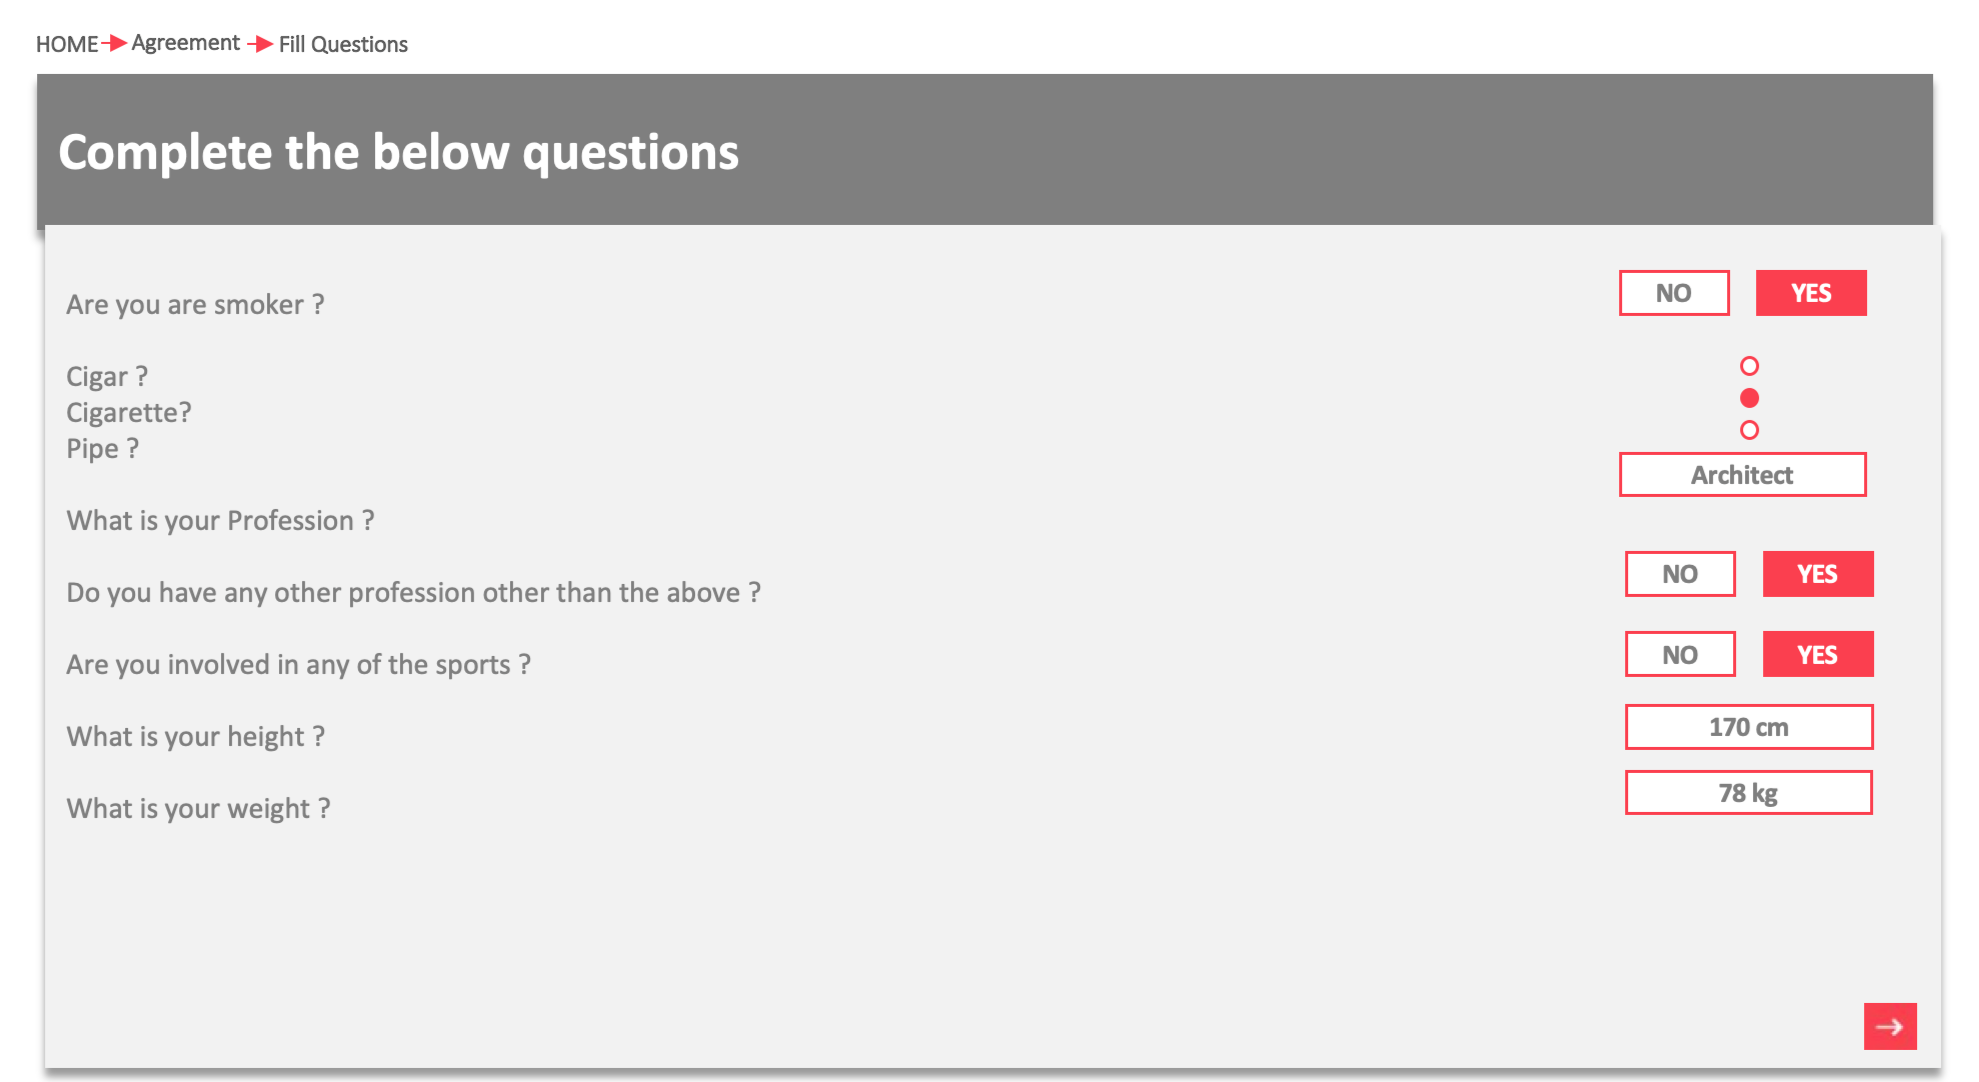 HOME Agreement Fill Questions
Complete the below questions
Are you are smoker ? NO YES
Cigar ?
Cigarette?
Pipe ?
Architect
What is your Profession ?
Do you have any other profession other than the above ? NO YES
Are you involved in any of the sports ? NO YES
What is your height ? 170 cm
What is your weight ? 78 kg